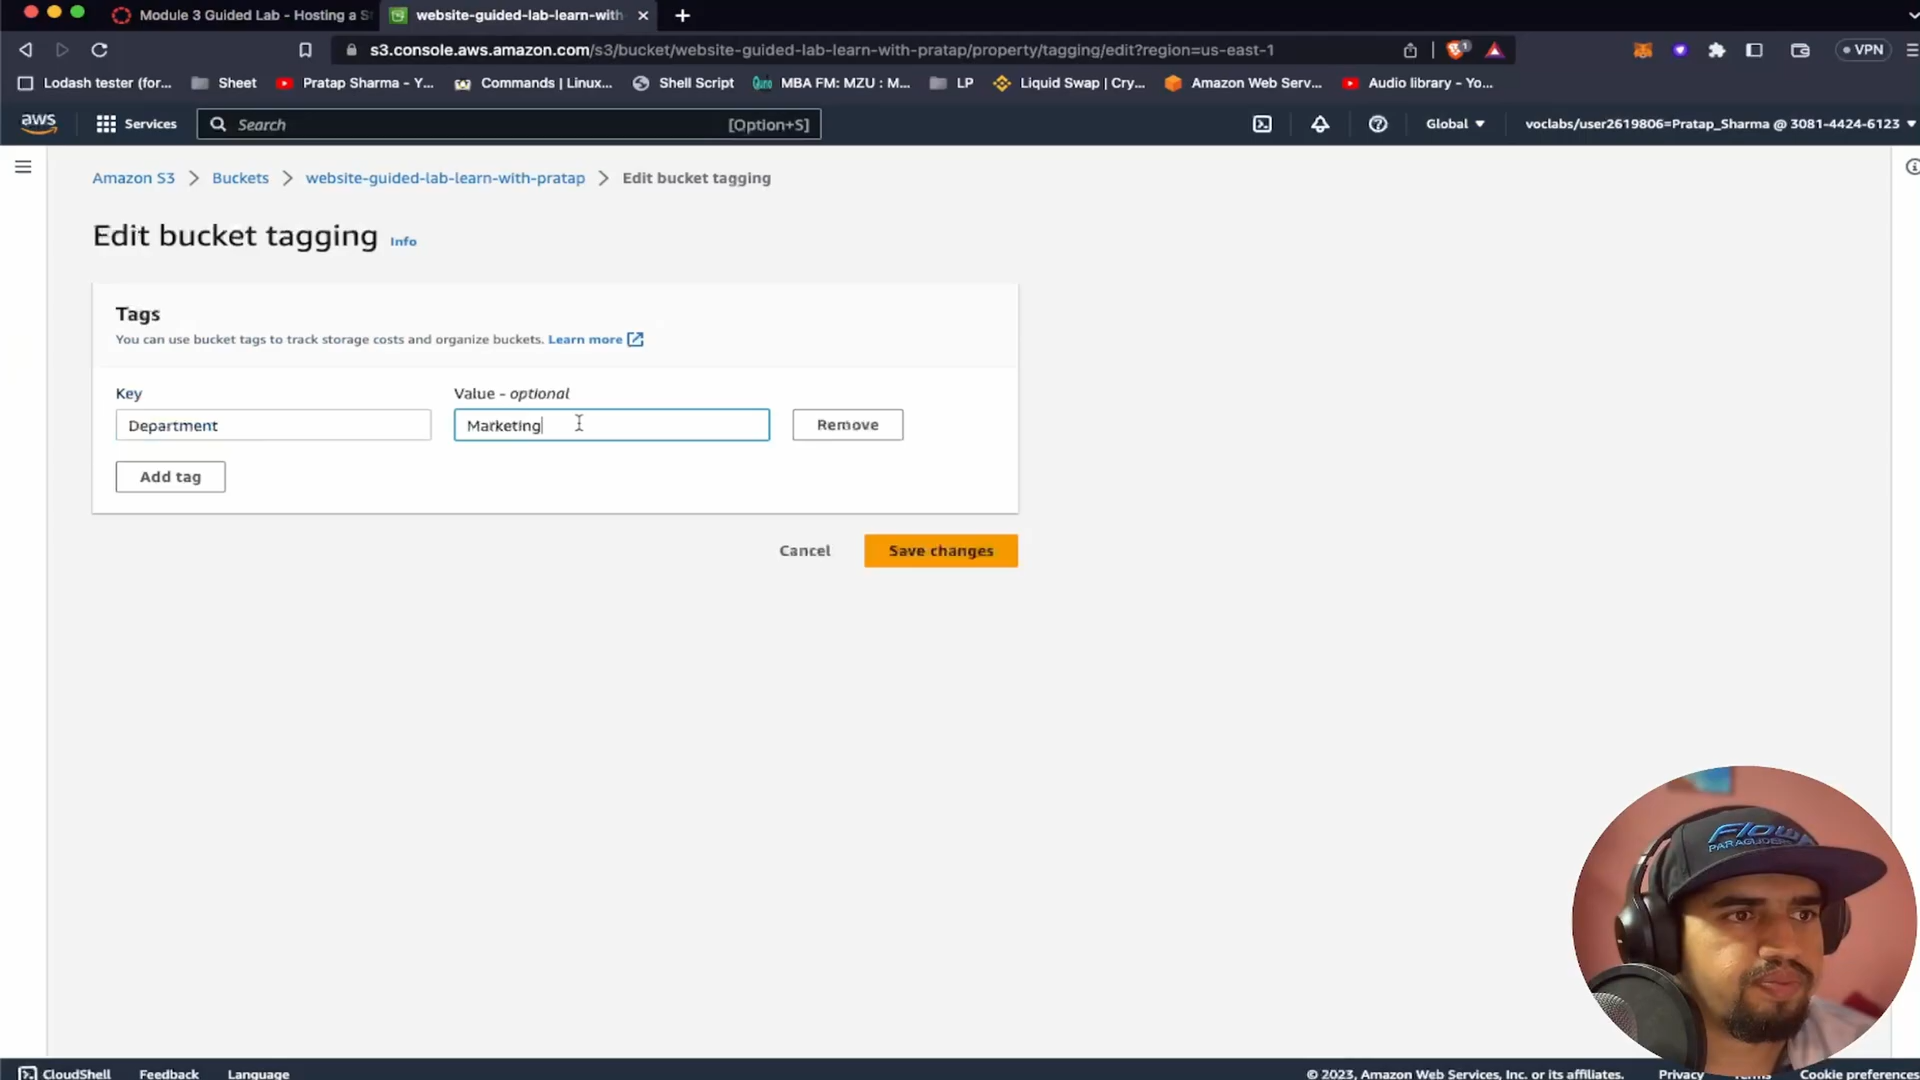 Module 3 Guided Lab - Hosting a S
website-guided-lab-learn-with
s3.console.aws.amazon.com/s3/bucket/website-guided-lab-learn-with-pratap/property/tagging/edit?region=us-east-1
1
VPN
Lodash tester (for...
Sheet
Pratap Sharma - Y...
Commands | Linux...
Shell Script
MBA FM: MZU : M...
LP
Liquid Swap | Cry...
Amazon Web Serv...
Audio library - Yo...
aws
Services
Search
[Option+S]
Global
voclabs/user2619806=Pratap_Sharma @ 3081-4424-6123
Amazon S3 > Buckets > website-guided-lab-learn-with-pratap > Edit bucket tagging
Edit bucket tagging Info
Tags
You can use bucket tags to track storage costs and organize buckets. Learn more
Key
Value - optional
Department
Marketing
Remove
Add tag
Cancel
Save changes
FLOW
PARAGLIDERS
CloudShell
Feedback
Language
© 2023, Amazon Web Services, Inc. or its affiliates.
Privacy
Terms
Cookie preferences